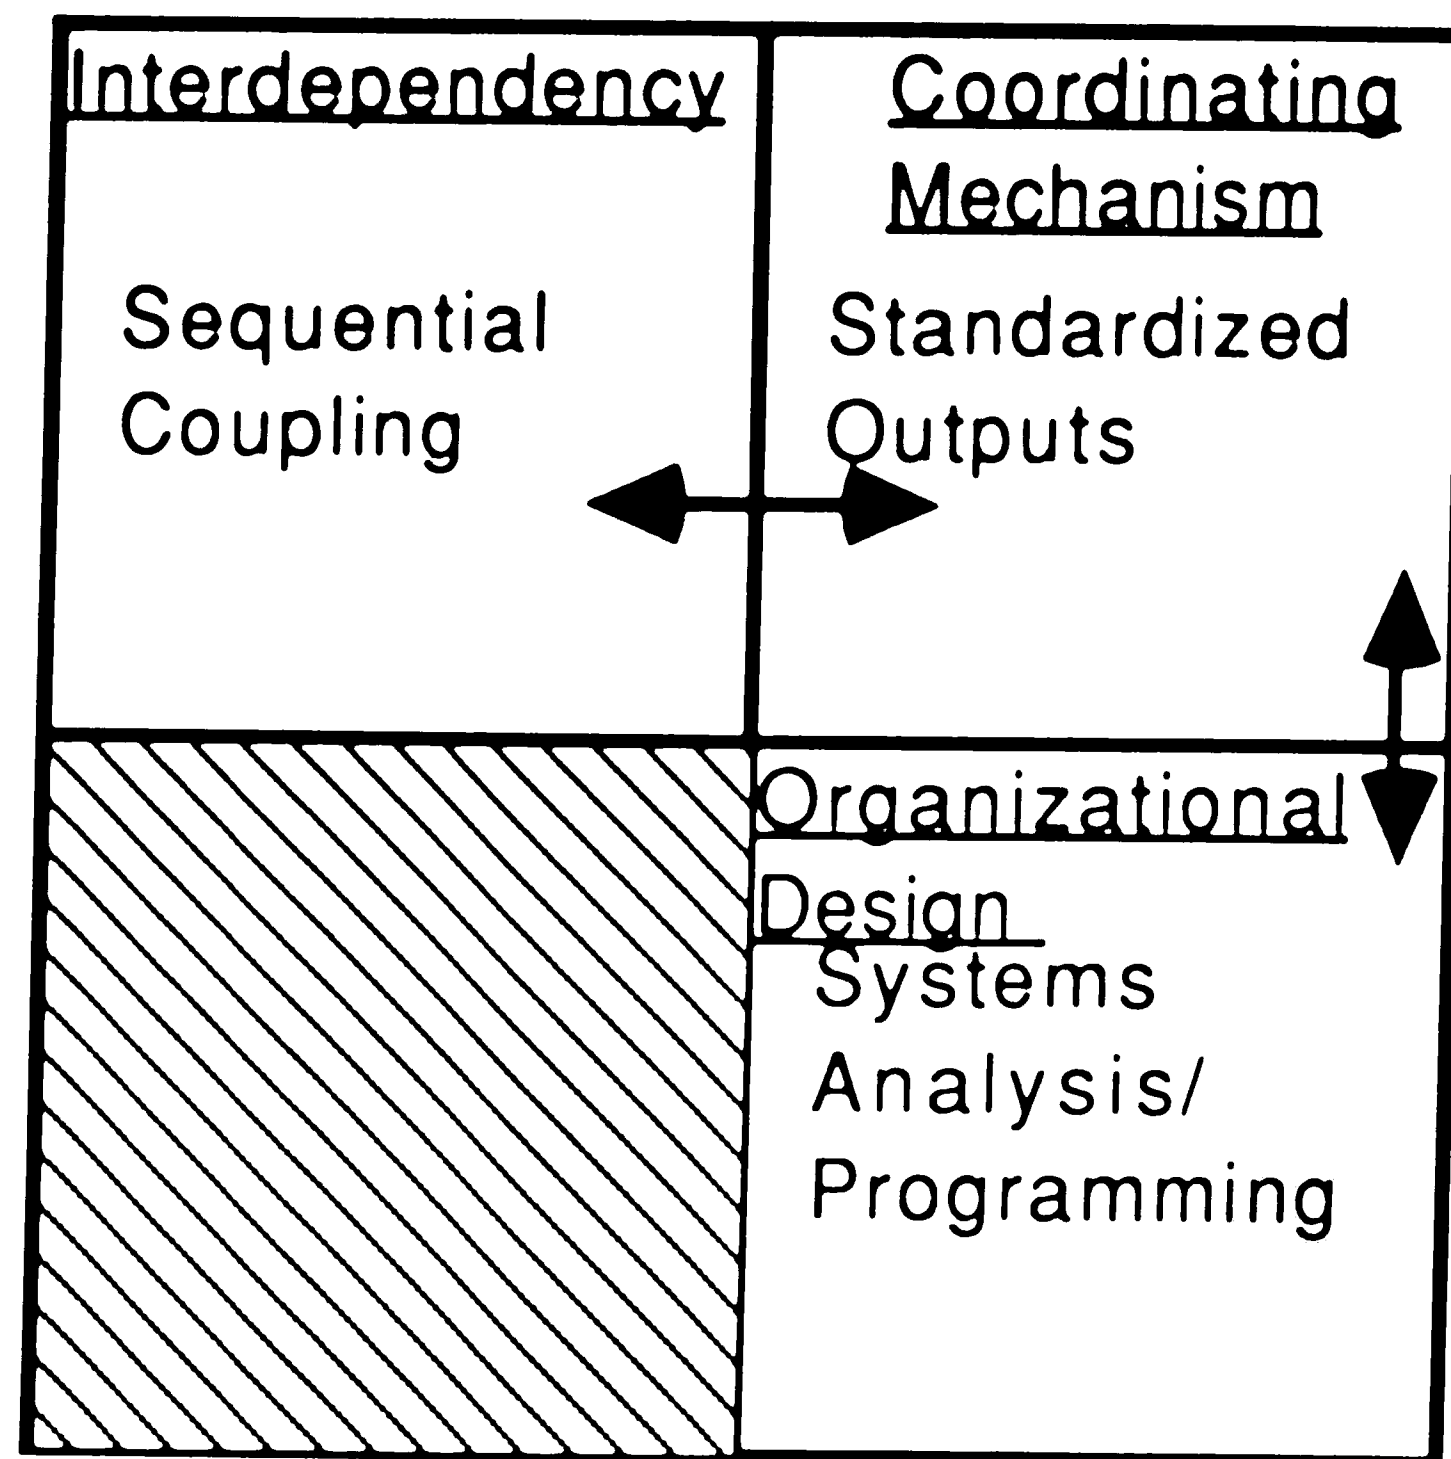 Interdependency
Sequential
Coupling
Coordinating
Mechanism
Standardized
Outputs
Organizational
Design
Systems
Analysis/
Programming